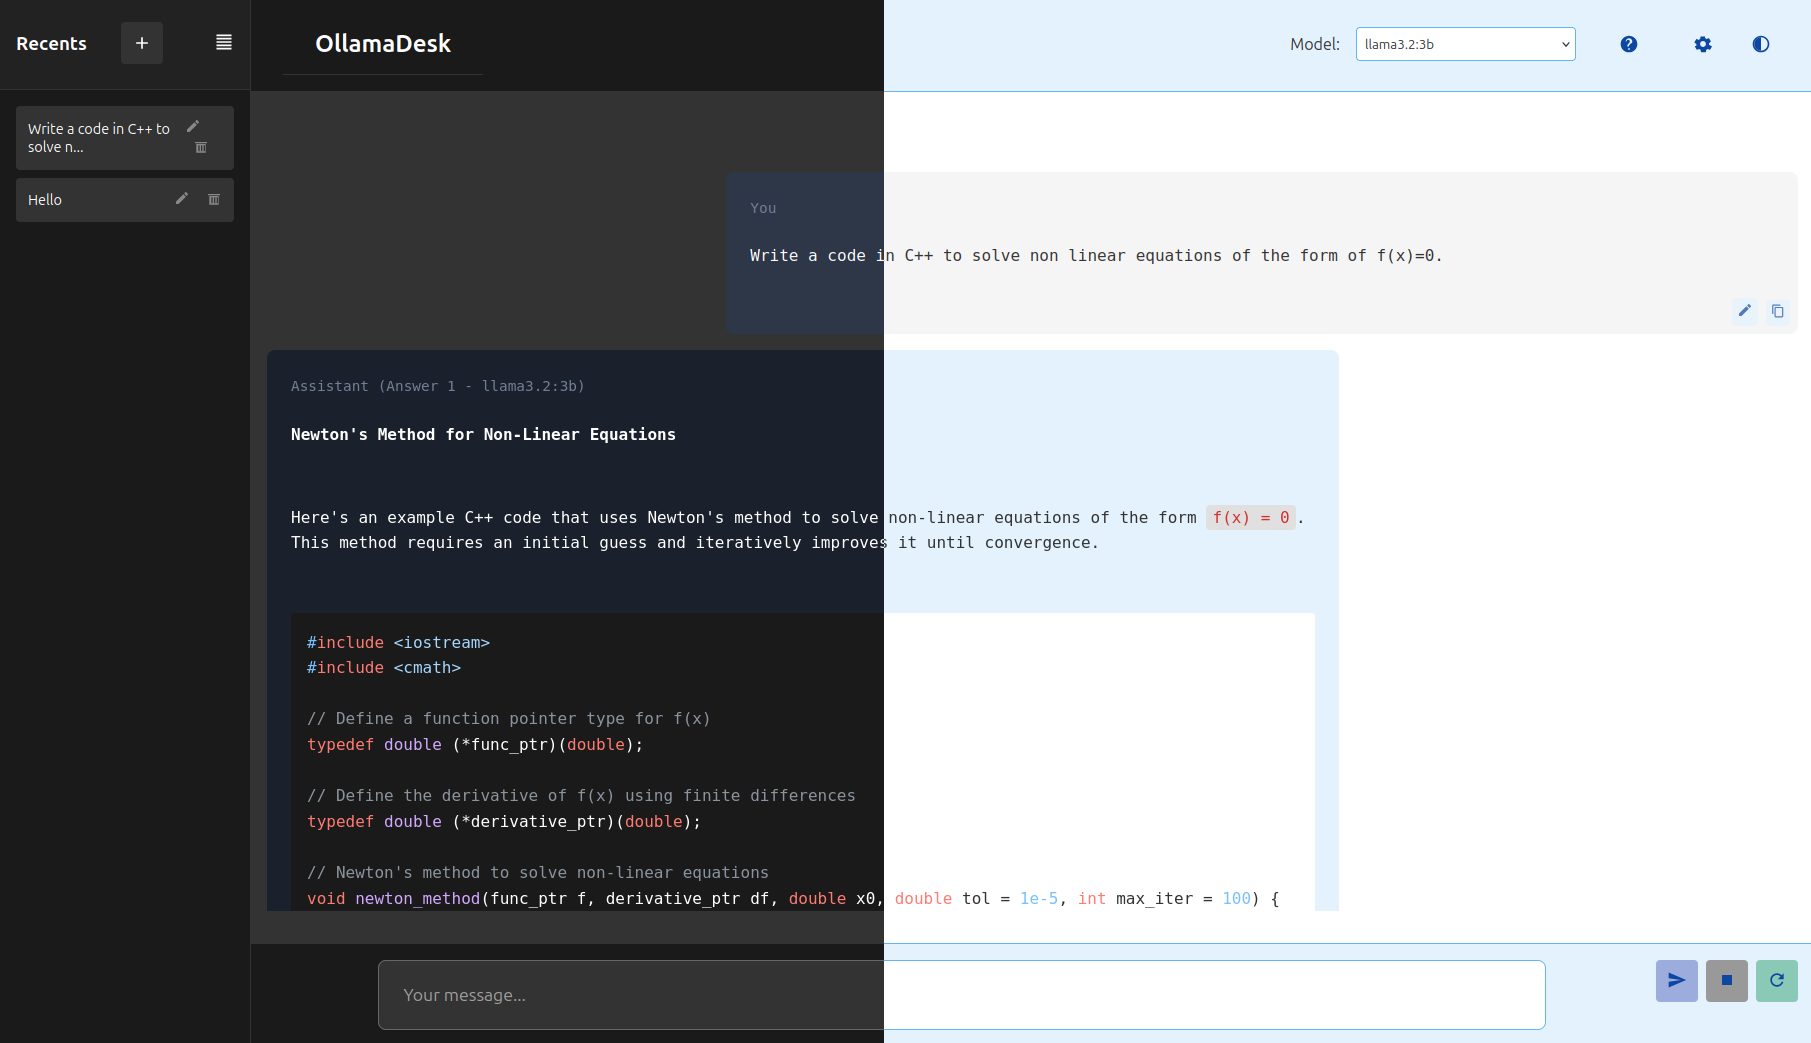 Recents
+
OllamaDesk
Model:
llama3.2:3b
Write a code in C++ to
solve n...
Hello
You
Write a code in C++ to solve non linear equations of the form of f(x)=0.
Assistant (Answer 1 - llama3.2:3b)
Newton's Method for Non-Linear Equations
Here's an example C++ code that uses Newton's method to solve non-linear equations of the form f(x) = 0.
This method requires an initial guess and iteratively improves it until convergence.
#include <iostream>
#include <cmath>
// Define a function pointer type for f(x)
typedef double (*func_ptr)(double);
// Define the derivative of f(x) using finite differences
typedef double (*derivative_ptr)(double);
// Newton's method to solve non-linear equations
void newton_method(func_ptr f, derivative_ptr df, double x0, double tol = 1e-5, int max_iter = 100) {
Your message...